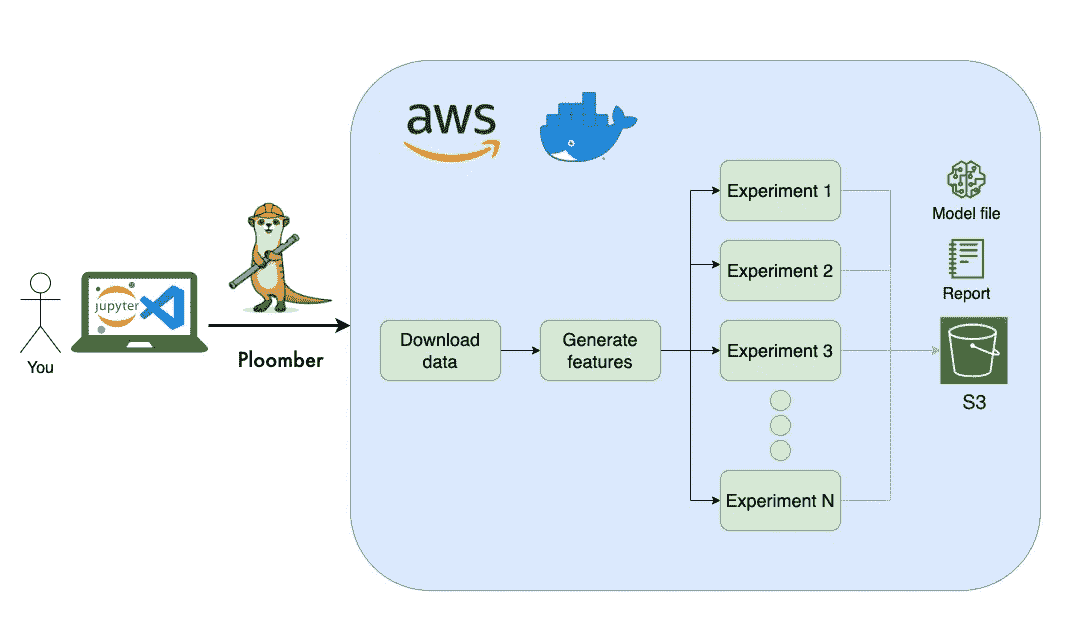 aws
Experiment 1
Model file
Experiment 2
Report
jupyter
You
Ploomber
Download
data
Generate
features
Experiment 3
S3
Experiment N